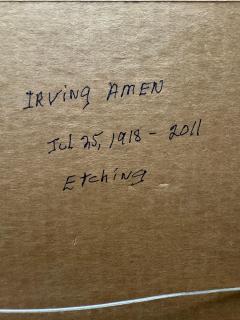 IRVING AMEN
Jul 25, 1918 - 2011
Etching